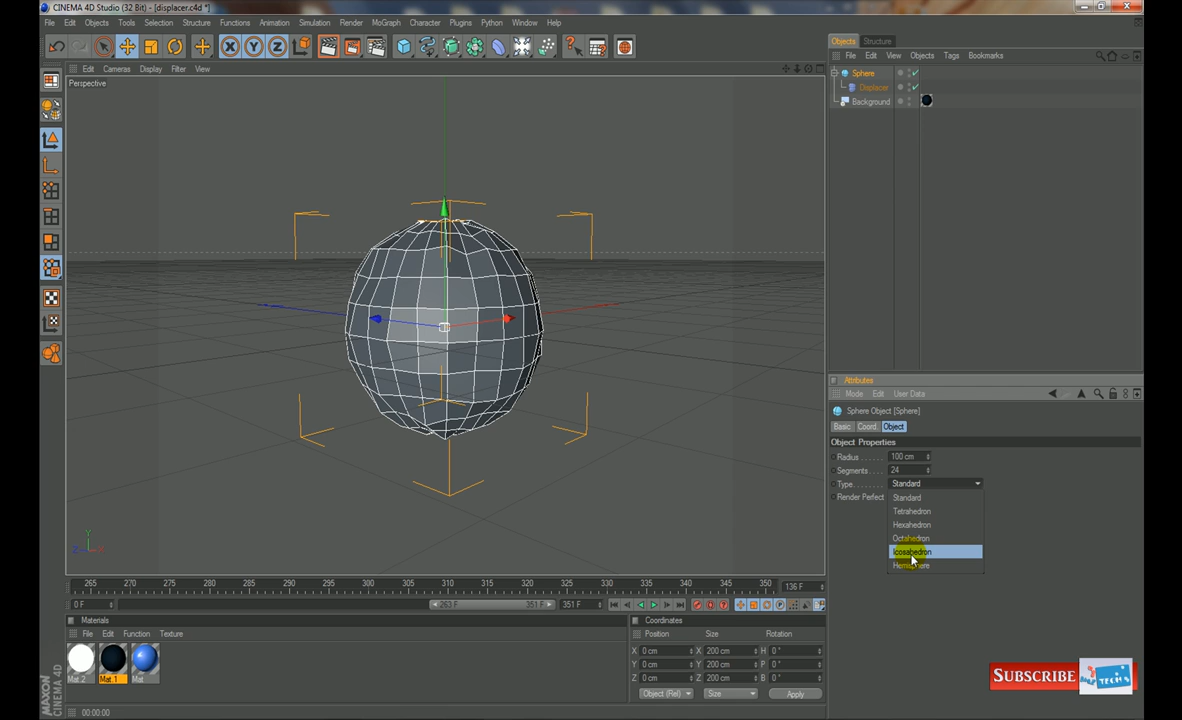 CINEMA 4D Studio (32 Bit) - [displacer.c4d *]
File Edit Objects Tools Selection Structure Functions Animation Simulation Render MoGraph Character Plugins Python Window Help
Edit Cameras Display Filter View
Perspective
Objects Structure
File Edit View Objects Tags Bookmarks
Sphere
Displacer
Background
Attributes
Mode Edit User Data
Sphere Object [Sphere]
Basic Coord. Object
Object Properties
Radius 100 cm
Segments 24
Type Standard
Render Perfect
Standard
Tetrahedron
Hexahedron
Octahedron
Icosahedron
Hemisphere
Y
Z X
265 270 275 280 285 290 295 300 305 310 315 320 325 330 335 340 345 350 136 F
0 F 263 F 351 F 351 F
Materials
File Edit Function Texture
Mat.2 Mat.1 Mat
Coordinates
Position Size Rotation
X 0 cm X 200 cm H 0 °
Y 0 cm Y 200 cm P 0 °
Z 0 cm Z 200 cm B 0 °
Object (Rel) Size Apply
SUBSCRIBE
MAXON CINEMA 4D
00:00:00